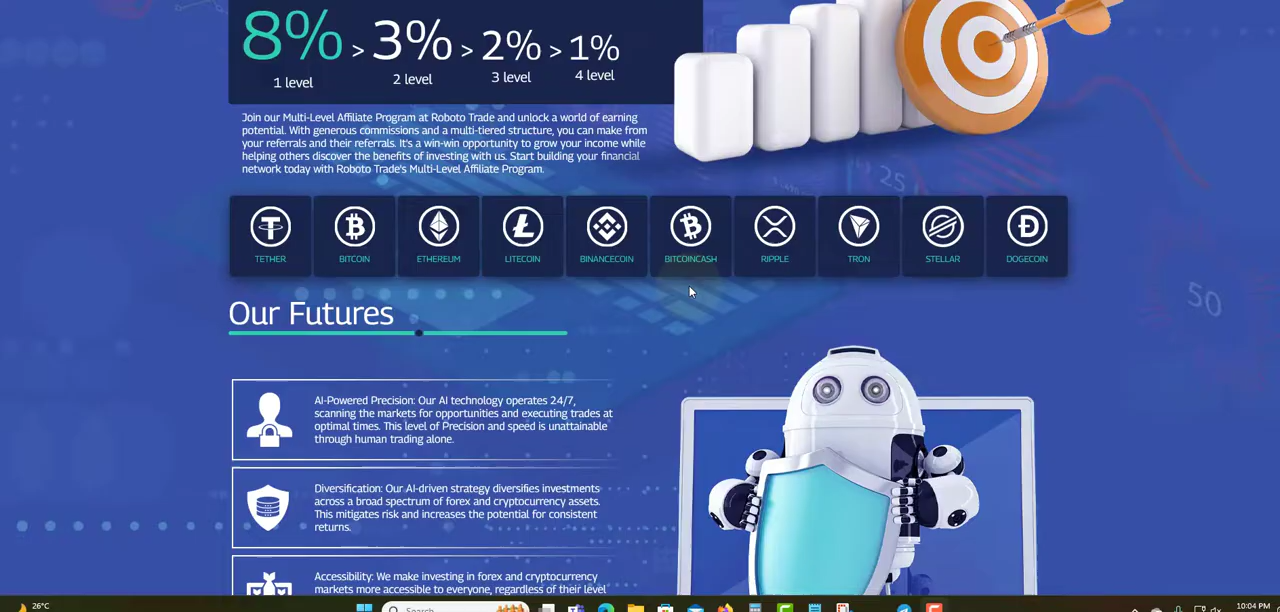 8% > 3% > 2% > 1%
1 level 2 level 3 level 4 level
Join our Multi-Level Affiliate Program at Roboto Trade and unlock a world of earning
potential. With generous commissions and a multi-tiered structure, you can make from
your referrals and their referrals. It's a win-win opportunity to grow your income while
helping others discover the benefits of investing with us. Start building your financial
network today with Roboto Trade's Multi-Level Affiliate Program.
25
TETHER BITCOIN ETHEREUM LITECOIN BINANCECOIN BITCOINCASH RIPPLE TRON STELLAR DOGECOIN
50
Our Futures
AI-Powered Precision: Our AI technology operates 24/7,
scanning the markets for opportunities and executing trades at
optimal times. This level of Precision and speed is unattainable
through human trading alone.
Diversification: Our AI-driven strategy diversifies investments
across a broad spectrum of forex and cryptocurrency assets.
This mitigates risk and increases the potential for consistent
returns.
Accessibility: We make investing in forex and cryptocurrency
markets more accessible to everyone, regardless of their level
26°C
Search
10:04 PM